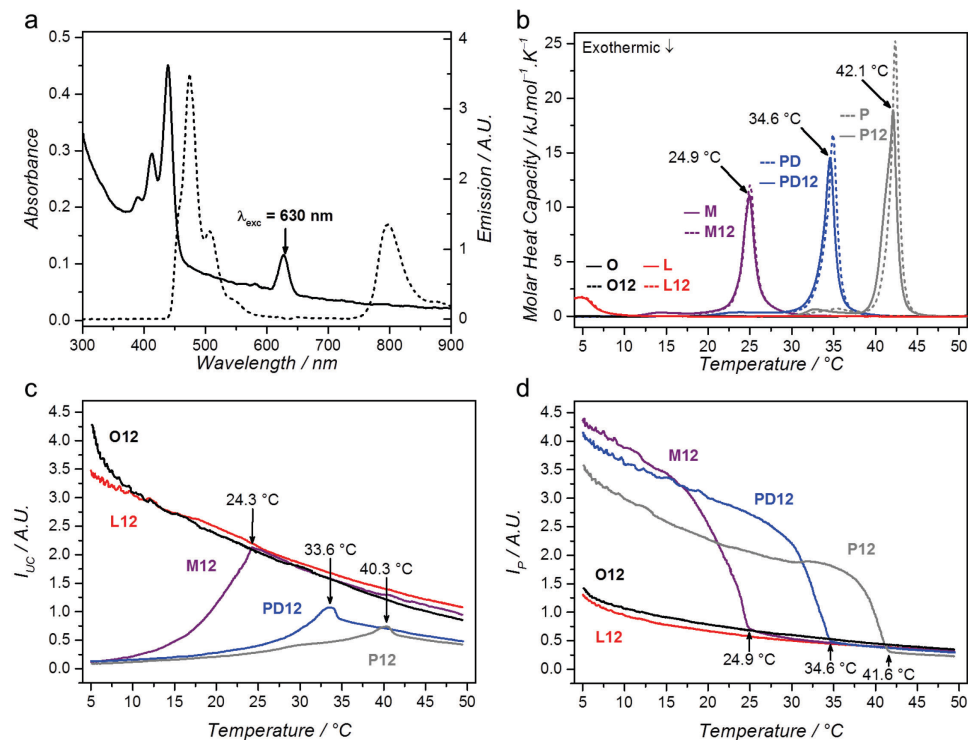 a
Absorbance
0.5
0.4
0.3
0.2
0.1
0.0
4
3
2
1
0
Emission / A.U.
λexc = 630 nm
300 400 500 600 700 800 900
Wavelength / nm
b
Molar Heat Capacity / kJ.mol⁻¹.K⁻¹
25
20
15
10
5
0
Exothermic ↓
42.1 °C
34.6 °C
24.9 °C
P
P12
PD
PD12
M
M12
O
O12
L
L12
5 10 15 20 25 30 35 40 45 50
Temperature / °C
c
IUC / A.U.
4.5
4.0
3.5
3.0
2.5
2.0
1.5
1.0
0.5
0.0
O12
L12
24.3 °C
M12
33.6 °C
40.3 °C
PD12
P12
5 10 15 20 25 30 35 40 45 50
Temperature / °C
d
IP / A.U.
4.5
4.0
3.5
3.0
2.5
2.0
1.5
1.0
0.5
0.0
M12
PD12
P12
O12
L12
24.9 °C
34.6 °C
41.6 °C
5 10 15 20 25 30 35 40 45 50
Temperature / °C